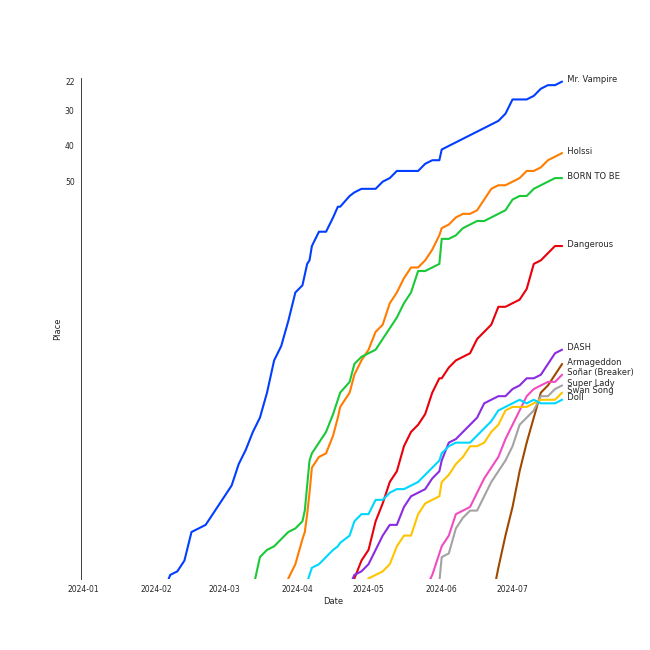 22
30
40
50
Place
Mr. Vampire
Holssi
BORN TO BE
Dangerous
DASH
Armageddon
Soñar (Breaker)
Super Lady
Swan Song
Doll
2024-01
2024-02
2024-03
2024-04
2024-05
2024-06
2024-07
Date